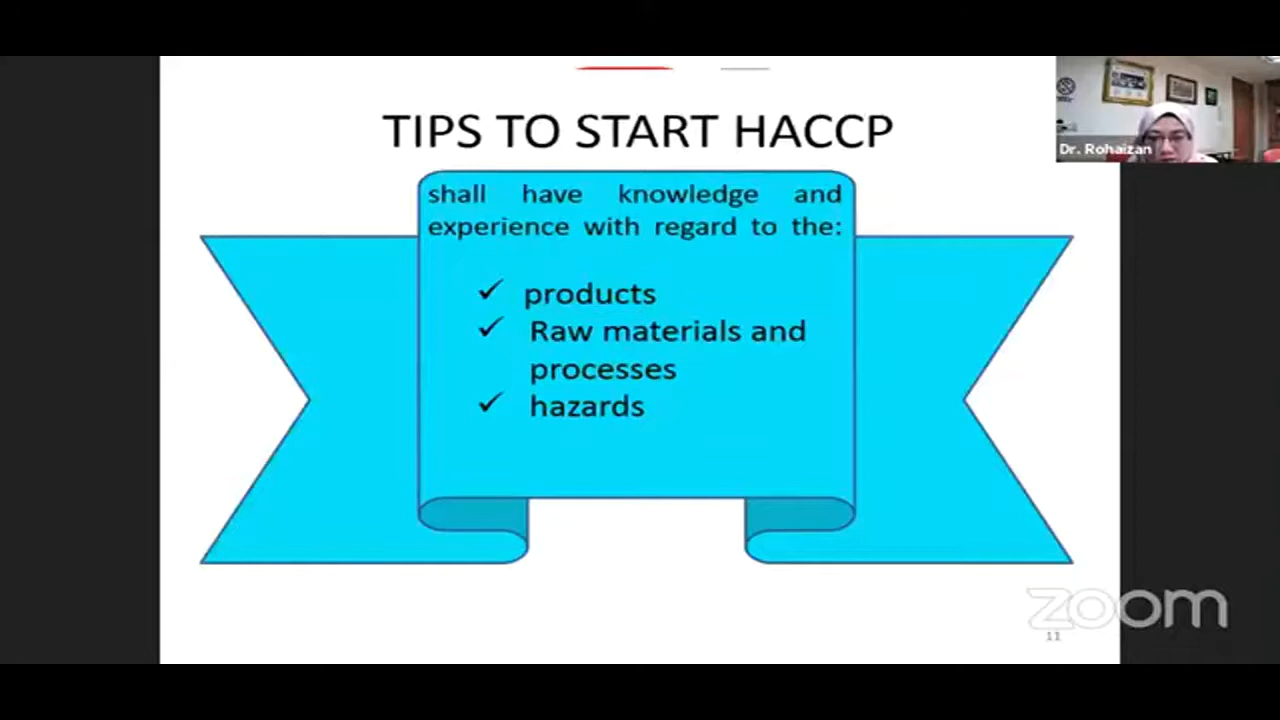 TIPS TO START HACCP
Dr. Rohaizan
shall have knowledge and
experience with regard to the:
✓ products
✓ Raw materials and
processes
✓ hazards
zoom
11